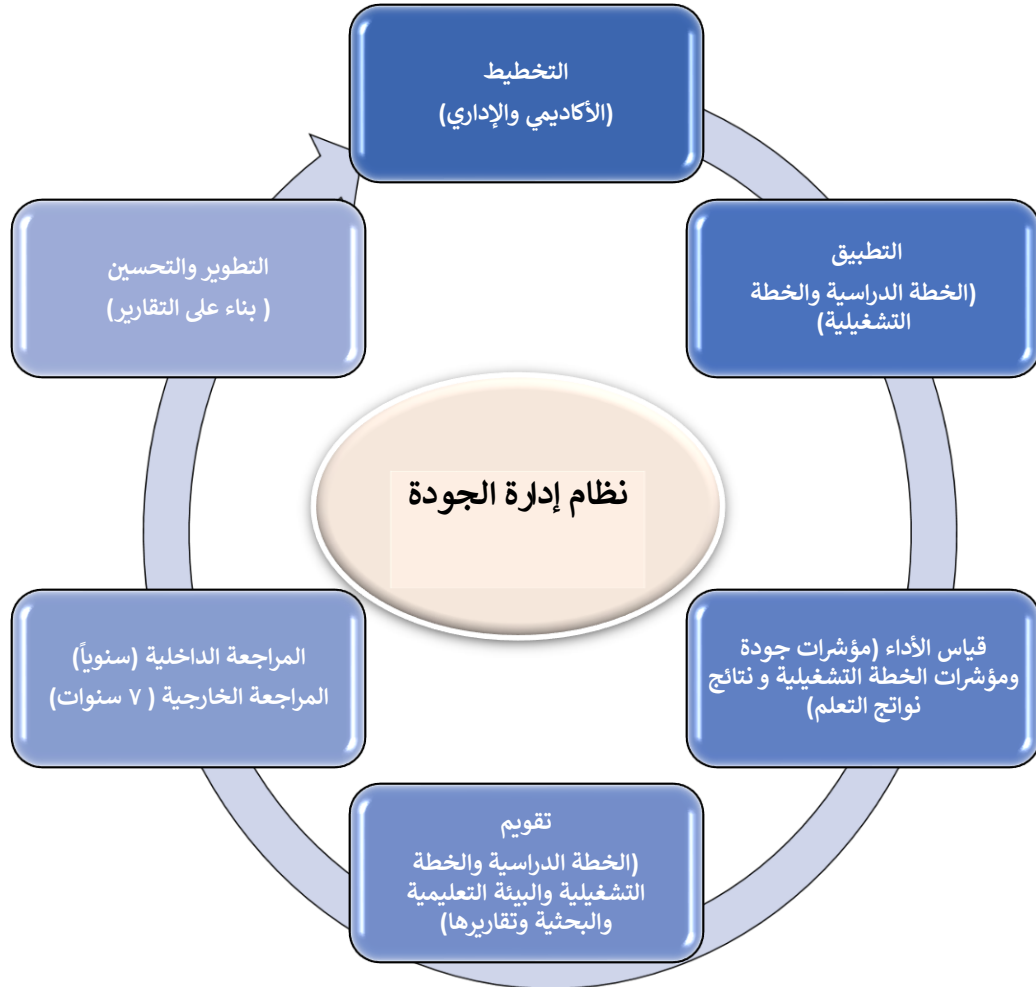 التخطيط
(الأكاديمي والإداري)
التطبيق
(الخطة الدراسية والخطة
التشغيلية)
قياس الأداء (مؤشرات جودة
ومؤشرات الخطة التشغيلية و نتائج
نواتج التعلم)
تقويم
(الخطة الدراسية والخطة
التشغيلية والبيئة التعليمية
والبحثية وتقاريرها)
المراجعة الداخلية (سنوياً)
المراجعة الخارجية ( ٧ سنوات)
التطوير والتحسين
( بناء على التقارير)
نظام إدارة الجودة